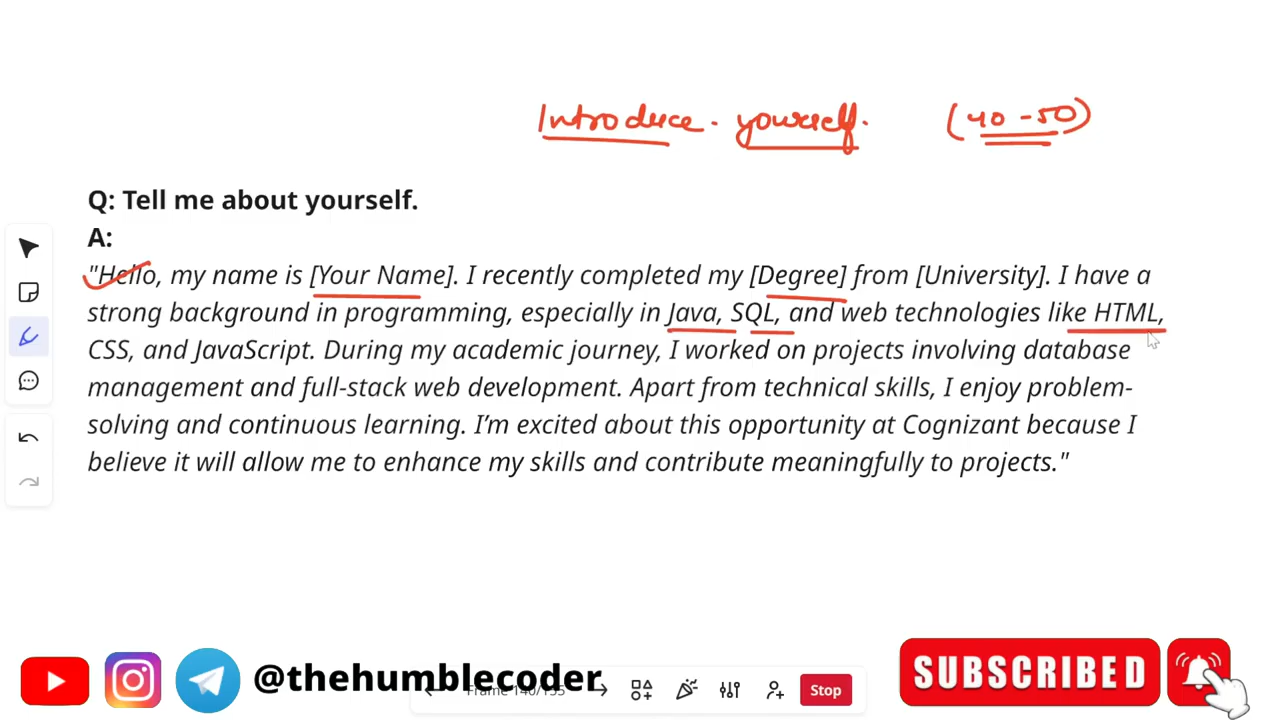 Introduce. yourself. (40-50)
Q: Tell me about yourself.
A:
"Hello, my name is [Your Name]. I recently completed my [Degree] from [University]. I have a
strong background in programming, especially in Java, SQL, and web technologies like HTML,
CSS, and JavaScript. During my academic journey, I worked on projects involving database
management and full-stack web development. Apart from technical skills, I enjoy problem-
solving and continuous learning. I'm excited about this opportunity at Cognizant because I
believe it will allow me to enhance my skills and contribute meaningfully to projects."
@thehumblecoder
Frame 140/155
Stop
SUBSCRIBED